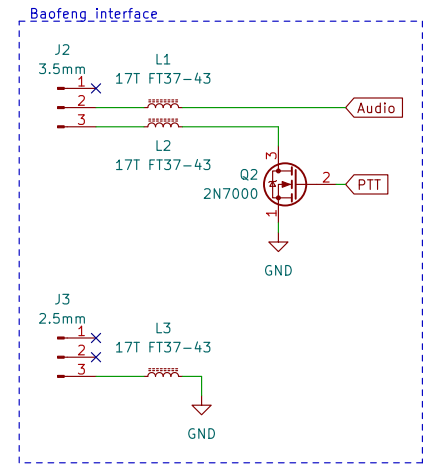 Baofeng interface
J2
3.5mm
1
2
3
L1
17T FT37-43
Audio
L2
17T FT37-43
3
Q2
2N7000
2
PTT
1
GND
J3
2.5mm
1
2
3
L3
17T FT37-43
GND